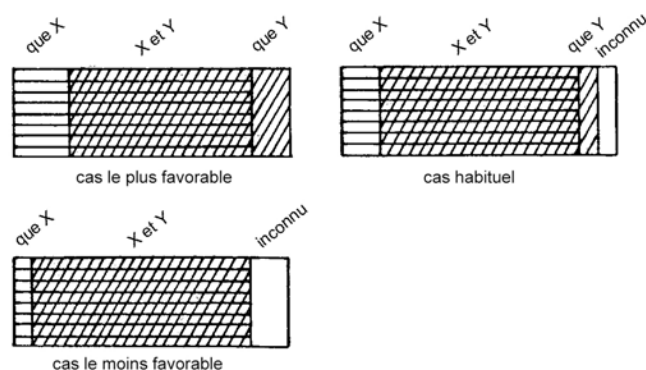 que X
X et Y
que Y
cas le plus favorable
que X
X et Y
que Y
inconnu
cas habituel
que X
X et Y
inconnu
cas le moins favorable